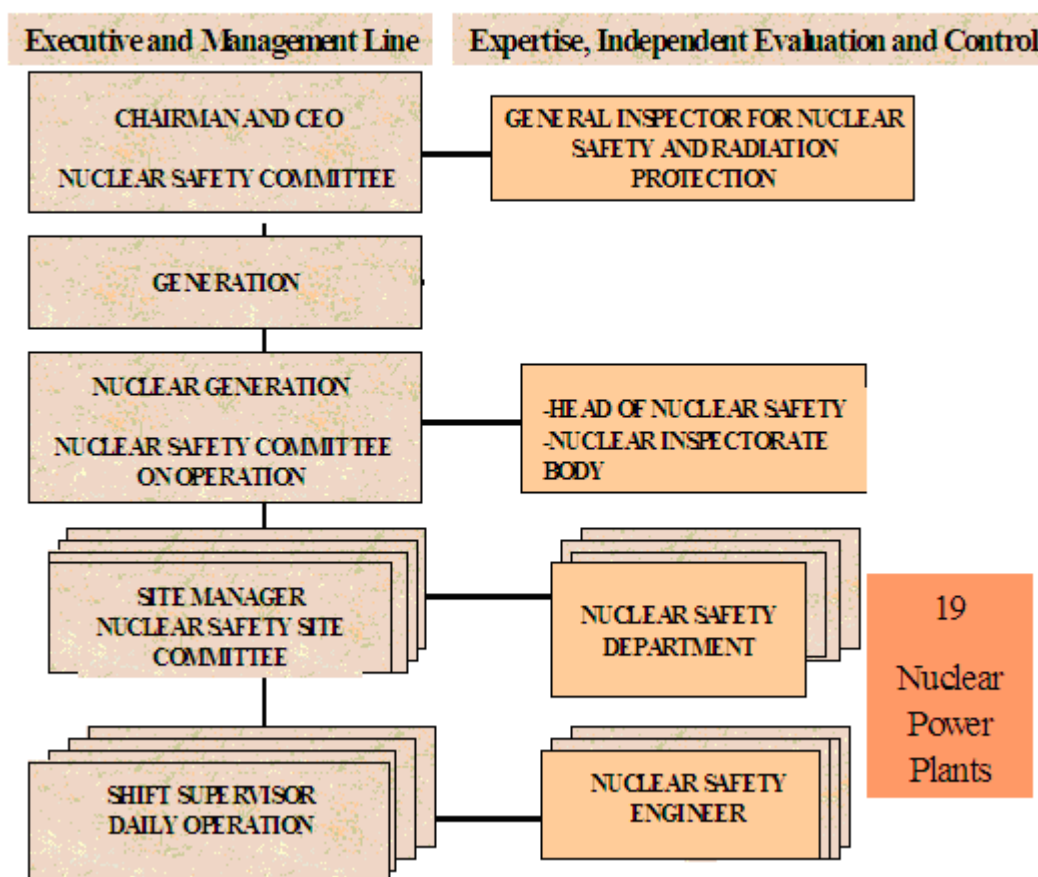 Executive and Management Line
Expertise, Independent Evaluation and Control
CHAIRMAN AND CEO
NUCLEAR SAFETY COMMITTEE
GENERAL INSPECTOR FOR NUCLEAR
SAFETY AND RADIATION
PROTECTION
GENERATION
NUCLEAR GENERATION
NUCLEAR SAFETY COMMITTEE
ON OPERATION
-HEAD OF NUCLEAR SAFETY
-NUCLEAR INSPECTORATE
BODY
SITE MANAGER
NUCLEAR SAFETY SITE
COMMITTEE
NUCLEAR SAFETY
DEPARTMENT
19
Nuclear
Power
Plants
SHIFT SUPERVISOR
DAILY OPERATION
NUCLEAR SAFETY
ENGINEER